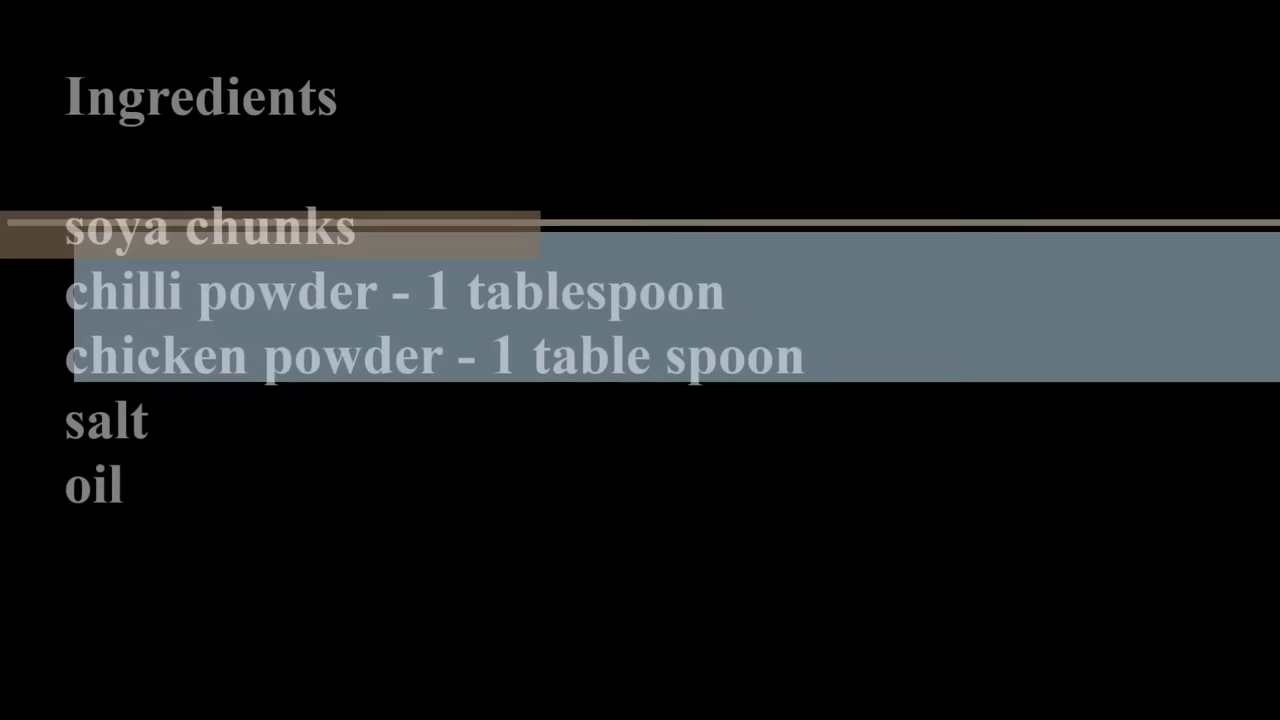 Ingredients
soya chunks
chilli powder - 1 tablespoon
chicken powder - 1 table spoon
salt
oil